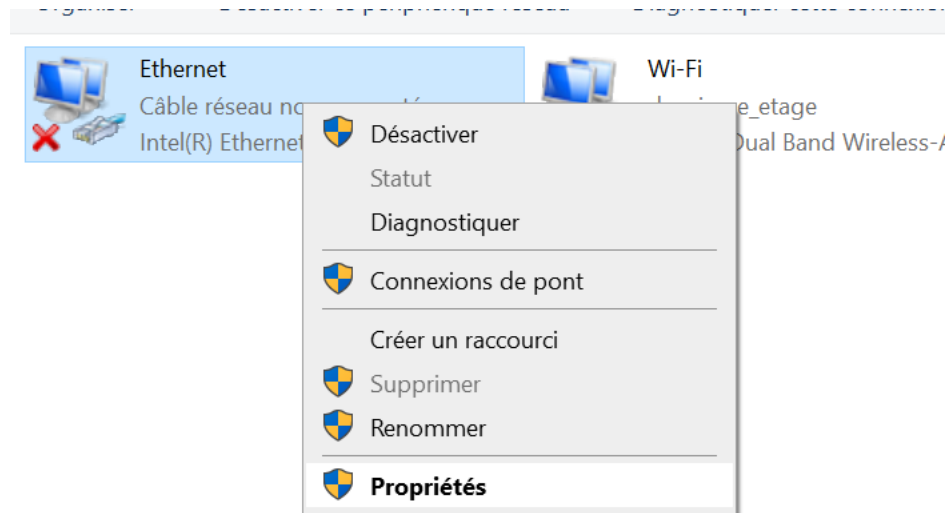 Ethernet
Câble réseau
Intel(R) Ethernet
Wi-Fi
e_etage
Dual Band Wireless-A
Désactiver
Statut
Diagnostiquer
Connexions de pont
Créer un raccourci
Supprimer
Renommer
Propriétés